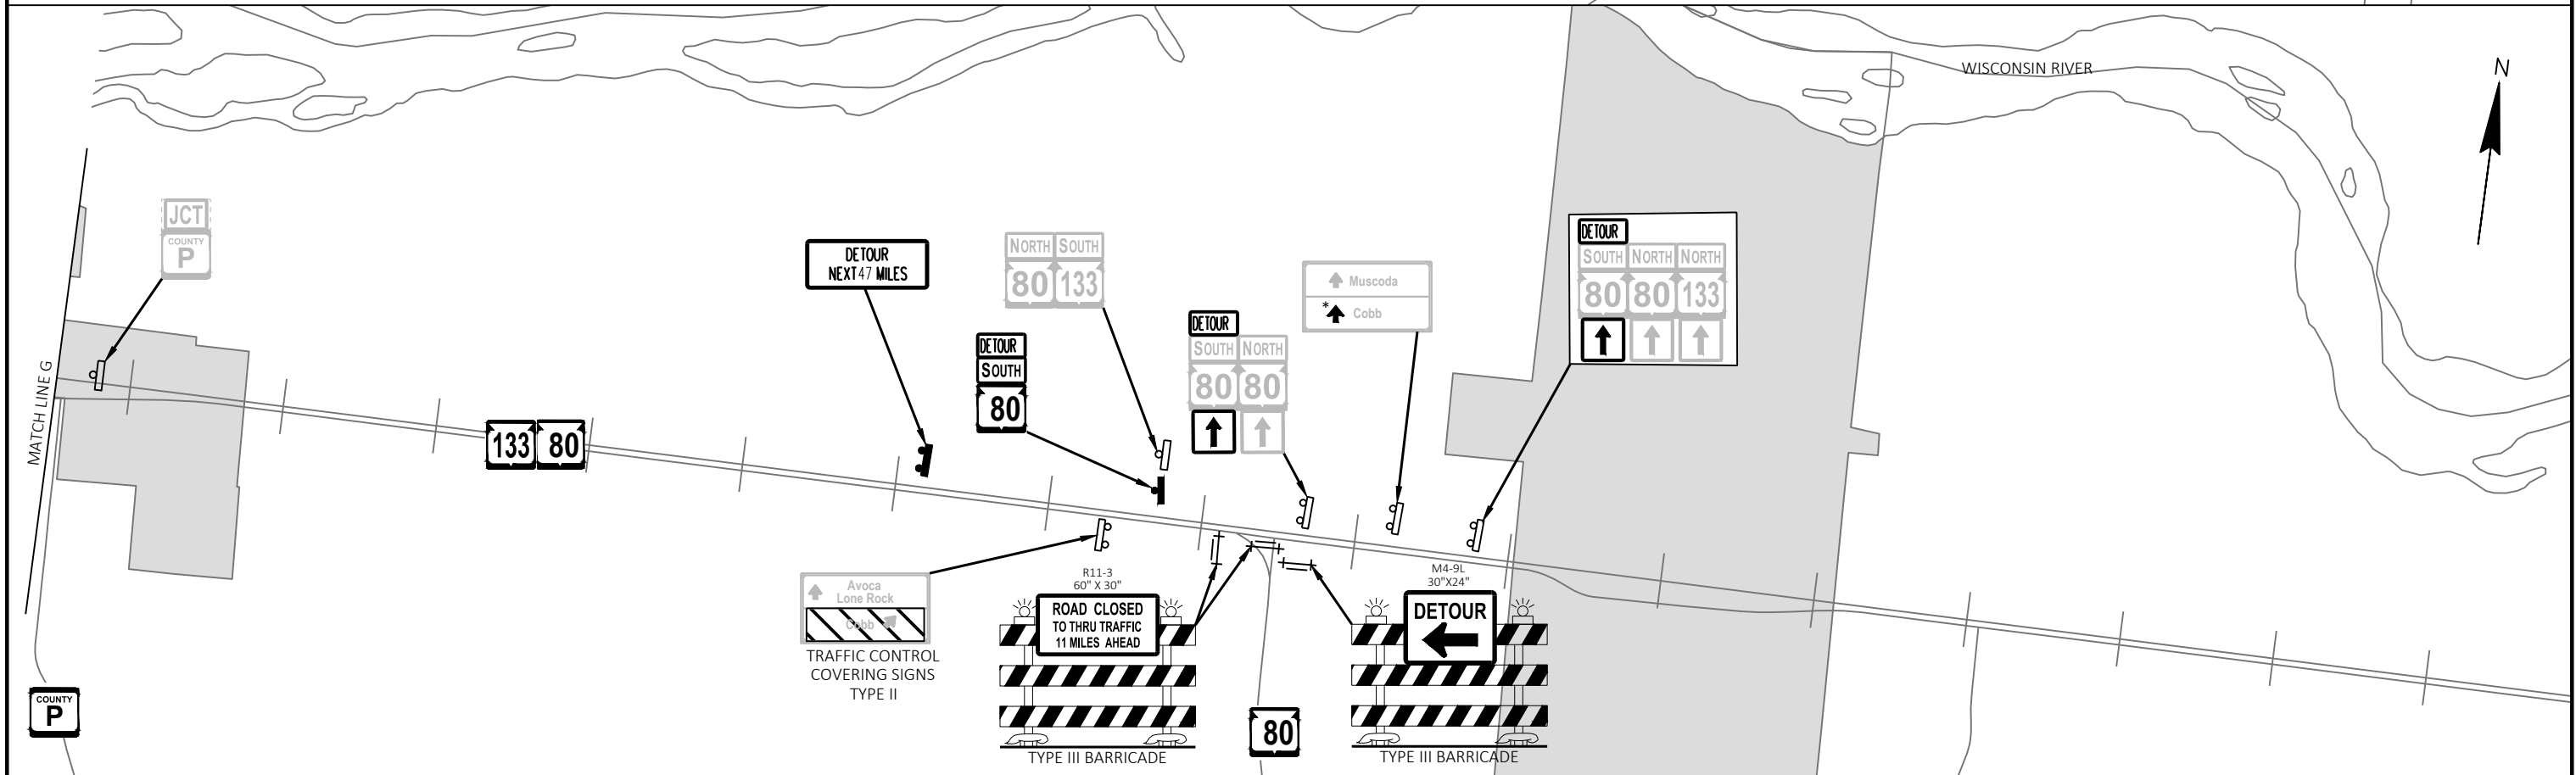 WISCONSIN RIVER
N
MATCH LINE G
JCT
COUNTY
P
133 80
DETOUR
NEXT 47 MILES
NORTH SOUTH
80 133
DETOUR
SOUTH
80
DETOUR
SOUTH NORTH
80 80
Muscoda
* Cobb
DETOUR
SOUTH NORTH NORTH
80 80 133
Avoca
Lone Rock
Cobb
TRAFFIC CONTROL
COVERING SIGNS
TYPE II
R11-3
60" X 30"
ROAD CLOSED
TO THRU TRAFFIC
11 MILES AHEAD
TYPE III BARRICADE
M4-9L
30"X24"
DETOUR
TYPE III BARRICADE
80
COUNTY
P